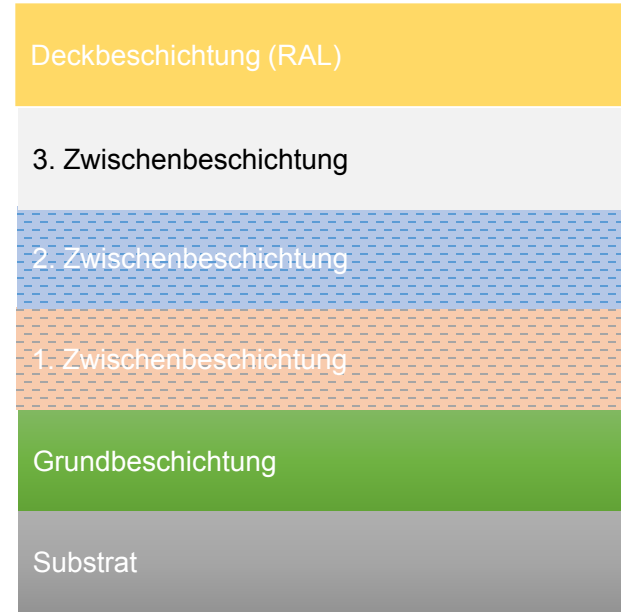 Deckbeschichtung (RAL)
3. Zwischenbeschichtung
2. Zwischenbeschichtung
1. Zwischenbeschichtung
Grundbeschichtung
Substrat